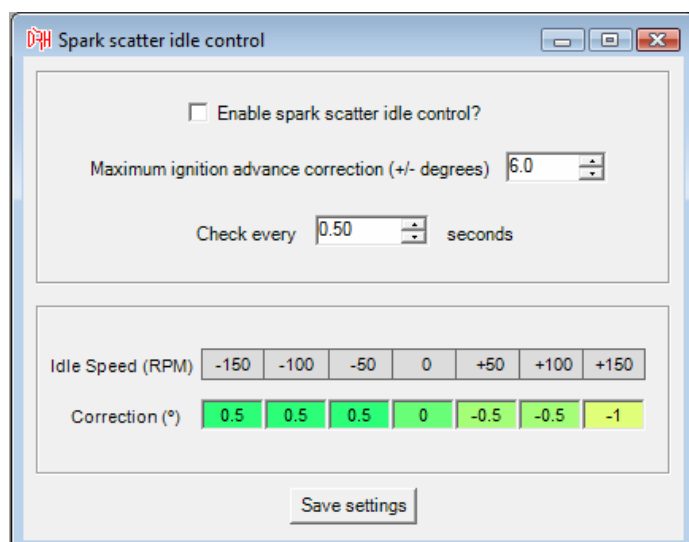 DRH Spark scatter idle control
Enable spark scatter idle control?
Maximum ignition advance correction (+/- degrees) 6.0
Check every 0.50 seconds
Idle Speed (RPM) -150 -100 -50 0 +50 +100 +150
Correction (º) 0.5 0.5 0.5 0 -0.5 -0.5 -1
Save settings